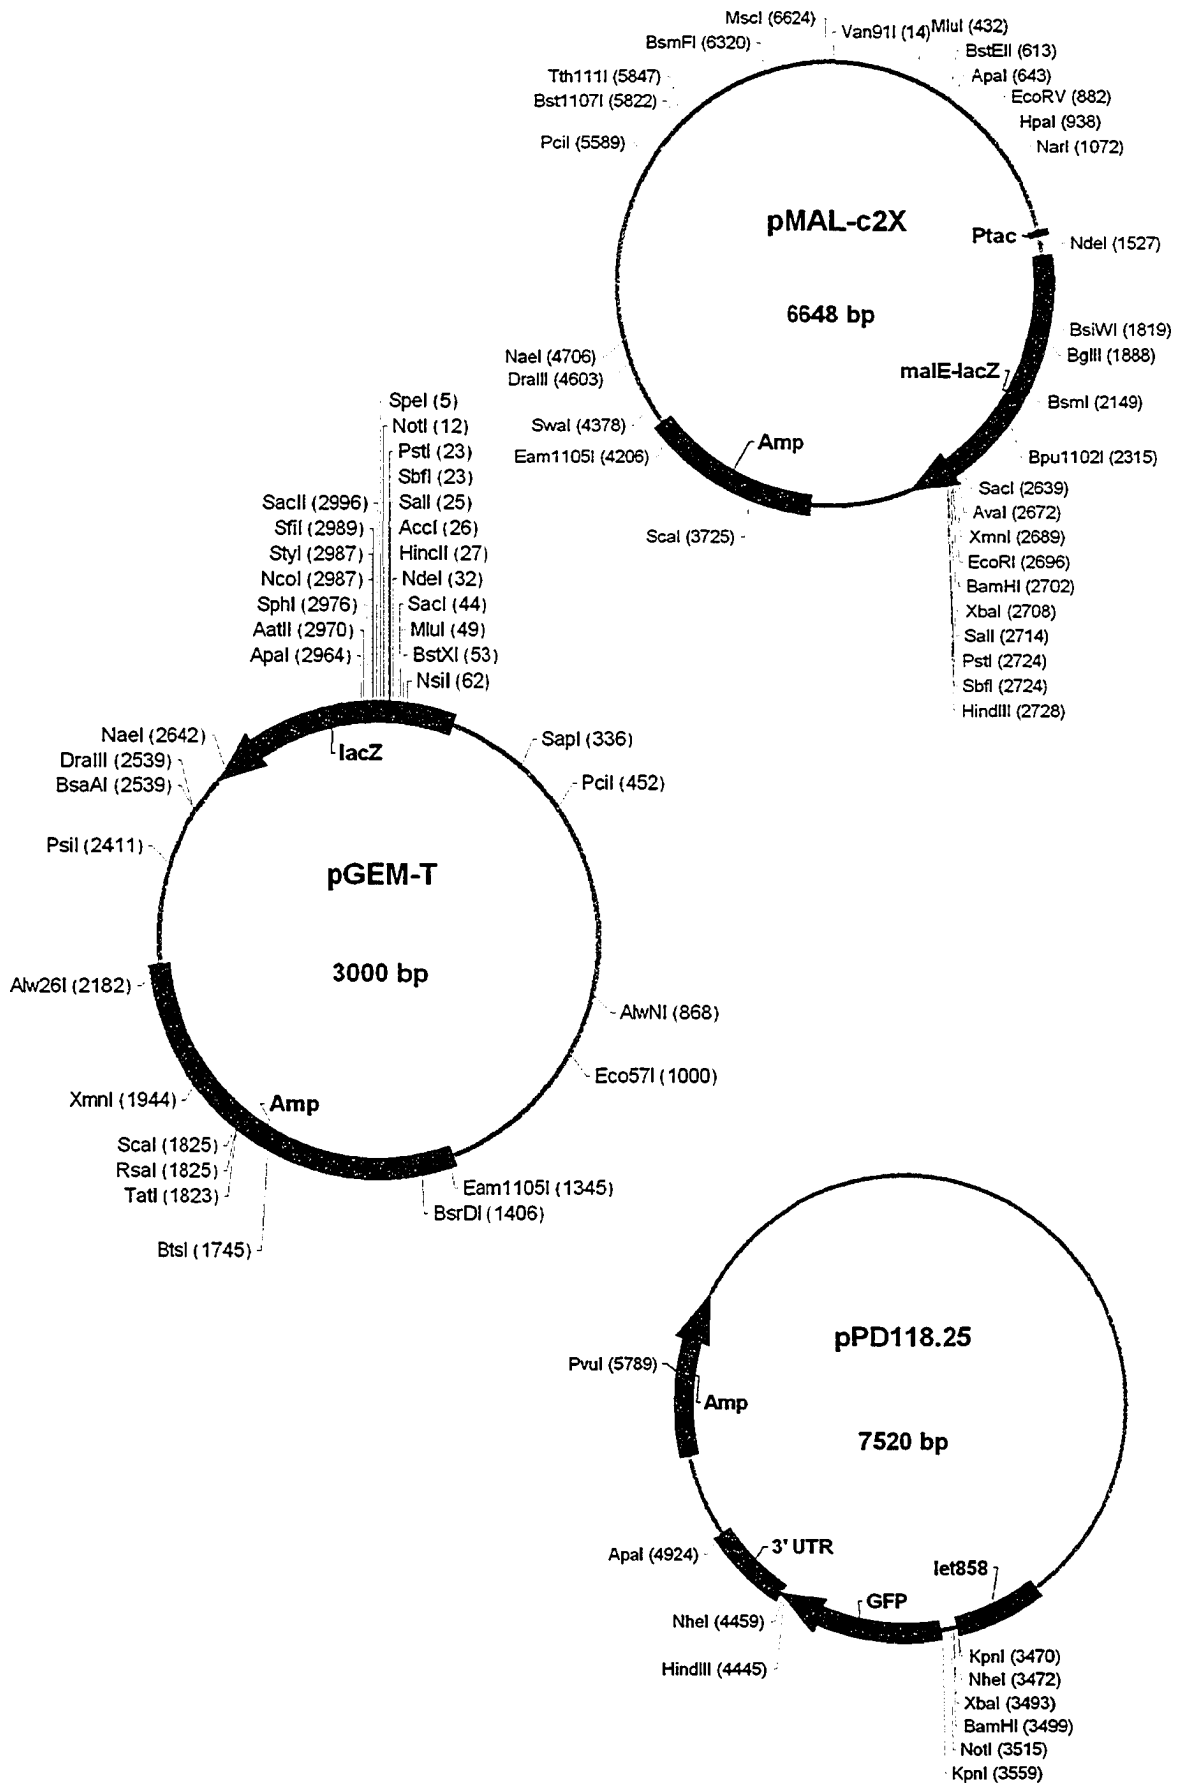 MscI (6624)
Van91I (14)
MluI (432)
BsmFI (6320)
BstEII (613)
Tth111I (5847)
ApaI (643)
Bst1107I (5822)
EcoRV (882)
HpaI (938)
PciI (5589)
NarI (1072)
pMAL-c2X
Ptac
NdeI (1527)
6648 bp
BsiWI (1819)
NaeI (4706)
BglII (1888)
malE-lacZ
DraIII (4603)
BsmI (2149)
SwaI (4378)
Amp
Eam1105I (4206)
Bpu1102I (2315)
SacI (2639)
AvaI (2672)
ScaI (3725)
XmnI (2689)
EcoRI (2696)
BamHI (2702)
XbaI (2708)
SalI (2714)
PstI (2724)
SbfI (2724)
HindIII (2728)
SpeI (5)
NotI (12)
PstI (23)
SbfI (23)
SacII (2996)
SalI (25)
SfiI (2989)
AccI (26)
StyI (2987)
HincII (27)
NcoI (2987)
NdeI (32)
SphI (2976)
SacI (44)
AatII (2970)
MluI (49)
ApaI (2964)
BstXI (53)
NsiI (62)
NaeI (2642)
lacZ
SapI (336)
DraIII (2539)
BsaAI (2539)
PciI (452)
PsiI (2411)
pGEM-T
3000 bp
Alw26I (2182)
AlwNI (868)
Eco57I (1000)
XmnI (1944)
Amp
ScaI (1825)
RsaI (1825)
TatI (1823)
Eam1105I (1345)
BsrDI (1406)
BtsI (1745)
pPD118.25
PvuI (5789)
Amp
7520 bp
3' UTR
ApaI (4924)
let858
GFP
NheI (4459)
HindIII (4445)
KpnI (3470)
NheI (3472)
XbaI (3493)
BamHI (3499)
NotI (3515)
KpnI (3559)